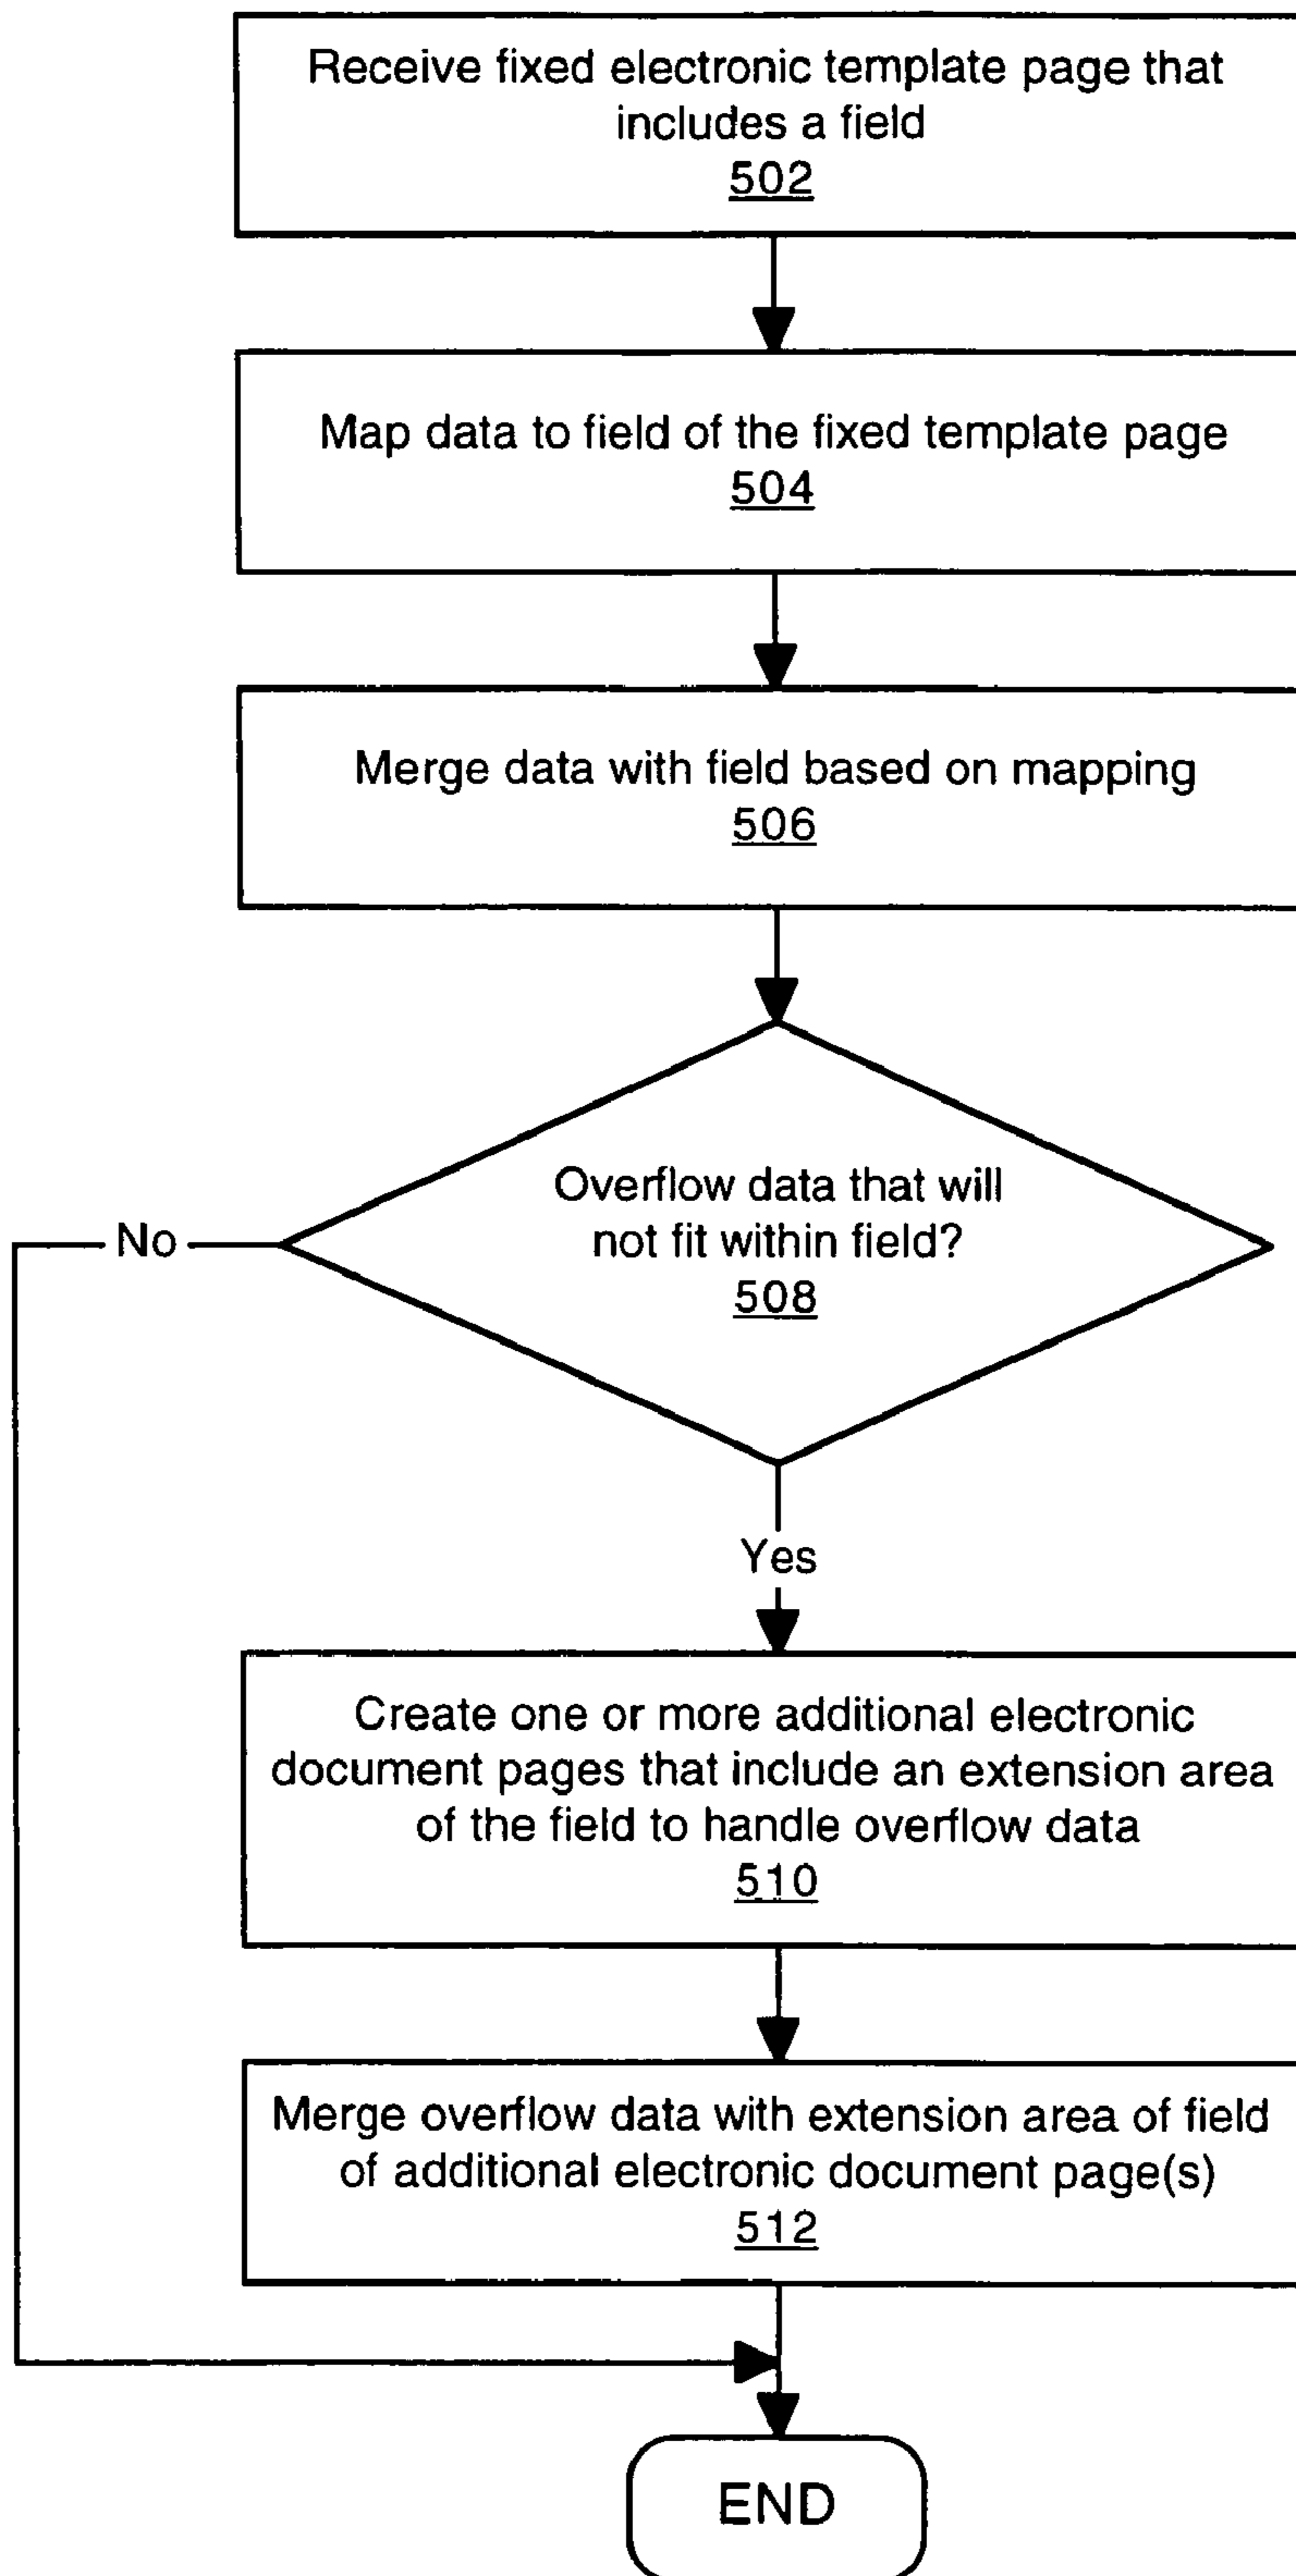 Receive fixed electronic template page that
includes a field
502
Map data to field of the fixed template page
504
Merge data with field based on mapping
506
Overflow data that will
not fit within field?
508
No
Yes
Create one or more additional electronic
document pages that include an extension area
of the field to handle overflow data
510
Merge overflow data with extension area of field
of additional electronic document page(s)
512
END